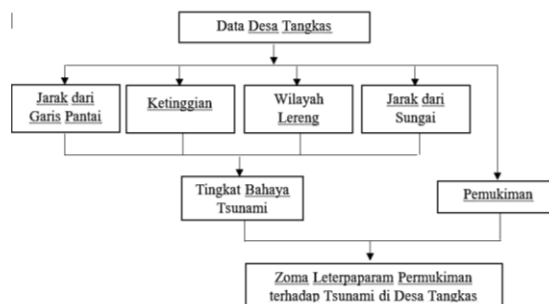 Data Desa Tangkas
Jarak dari
Garis Pantai
Ketinggian
Wilayah
Lereng
Jarak dari
Sungai
Tingkat Bahaya
Tsunami
Pemukiman
Zoma Leterpaparam Permukiman
terhadap Tsunami di Desa Tangkas